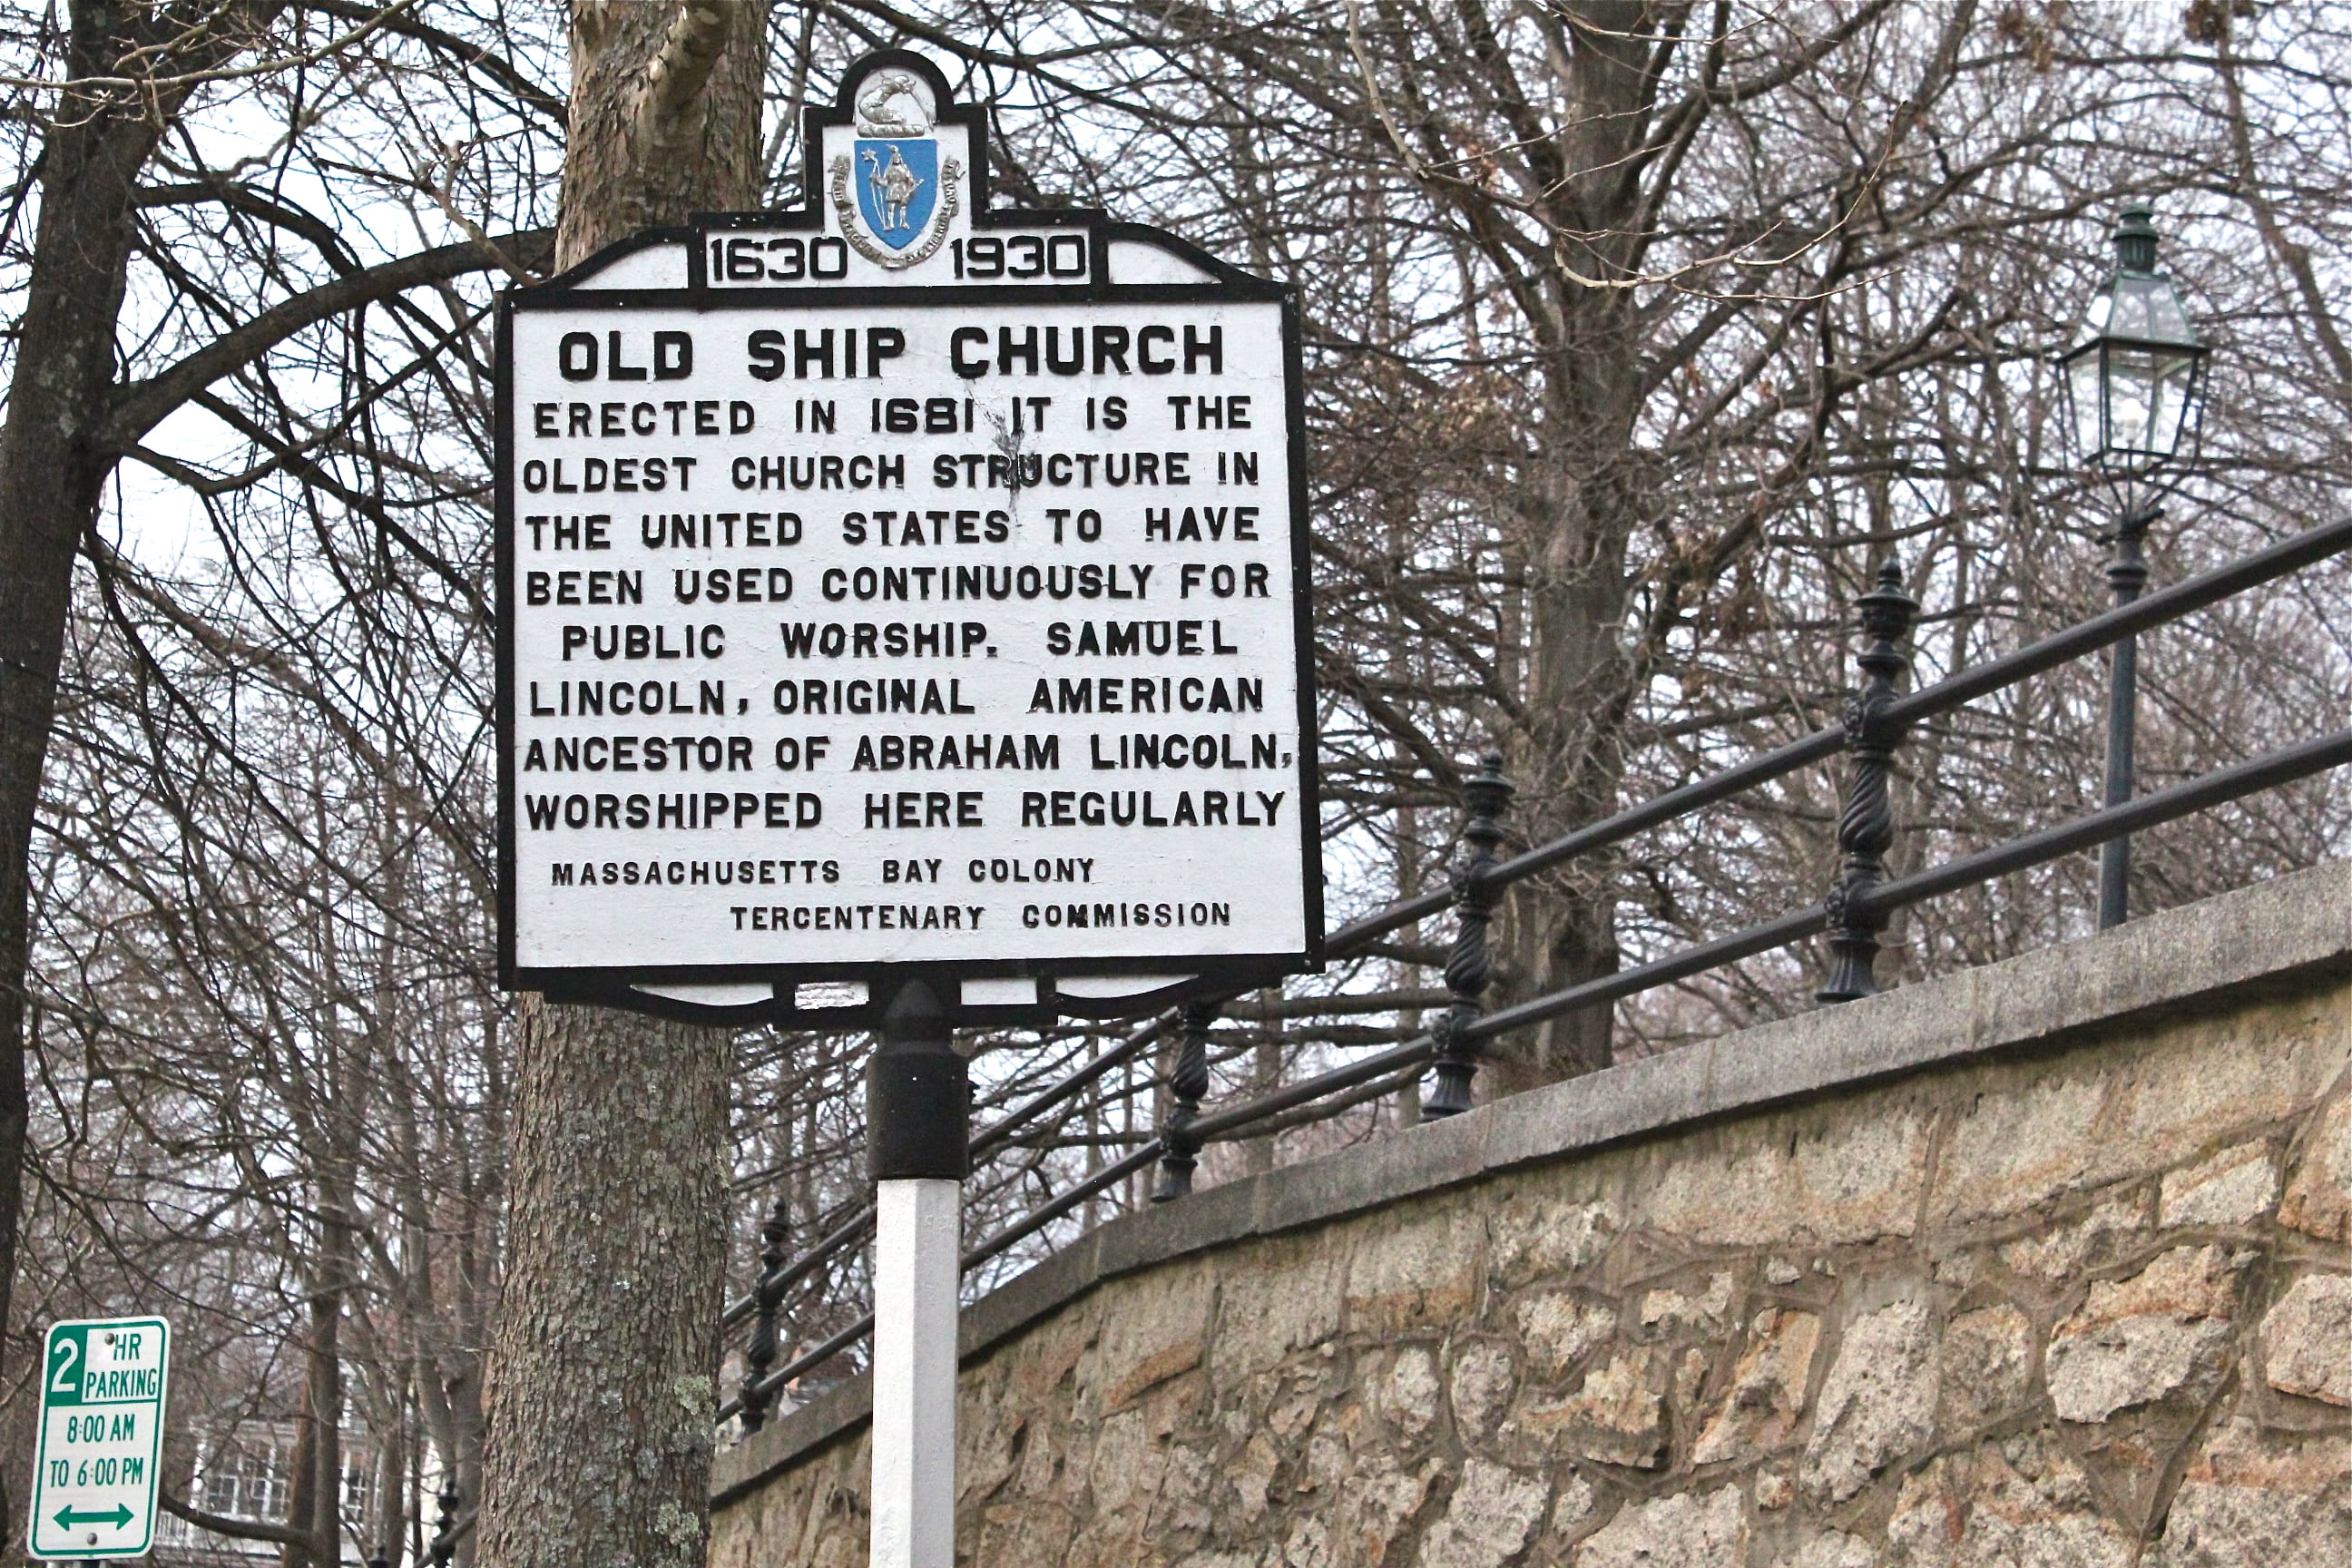 1630 1930
OLD SHIP CHURCH
ERECTED IN 1681 IT IS THE
OLDEST CHURCH STRUCTURE IN
THE UNITED STATES TO HAVE
BEEN USED CONTINUOUSLY FOR
PUBLIC WORSHIP. SAMUEL
LINCOLN, ORIGINAL AMERICAN
ANCESTOR OF ABRAHAM LINCOLN,
WORSHIPPED HERE REGULARLY
MASSACHUSETTS BAY COLONY
TERCENTENARY COMMISSION
2 HR
PARKING
8:00 AM
TO 6:00 PM